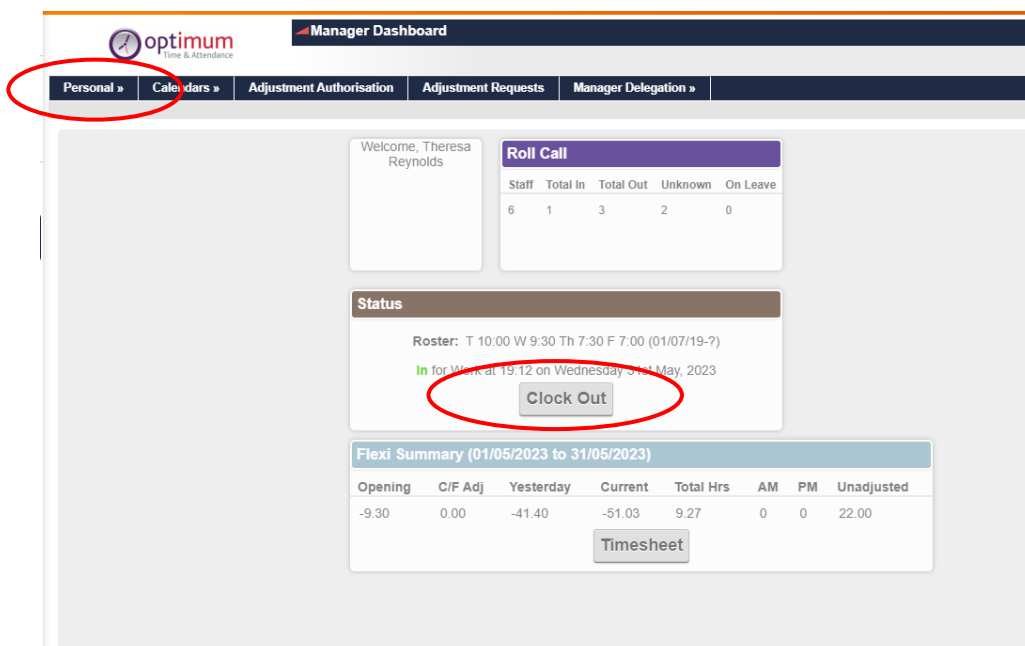 optimum
Time & Attendance
Manager Dashboard
Personal » Calendars » Adjustment Authorisation Adjustment Requests Manager Delegation »
Welcome, Theresa
Reynolds
Roll Call
Staff Total In Total Out Unknown On Leave
6 1 3 2 0
Status
Roster: T 10:00 W 9:30 Th 7:30 F 7:00 (01/07/19-?)
In for Work at 19:12 on Wednesday 31st May, 2023
Clock Out
Flexi Summary (01/05/2023 to 31/05/2023)
Opening C/F Adj Yesterday Current Total Hrs AM PM Unadjusted
-9.30 0.00 -41.40 -51.03 9.27 0 0 22.00
Timesheet